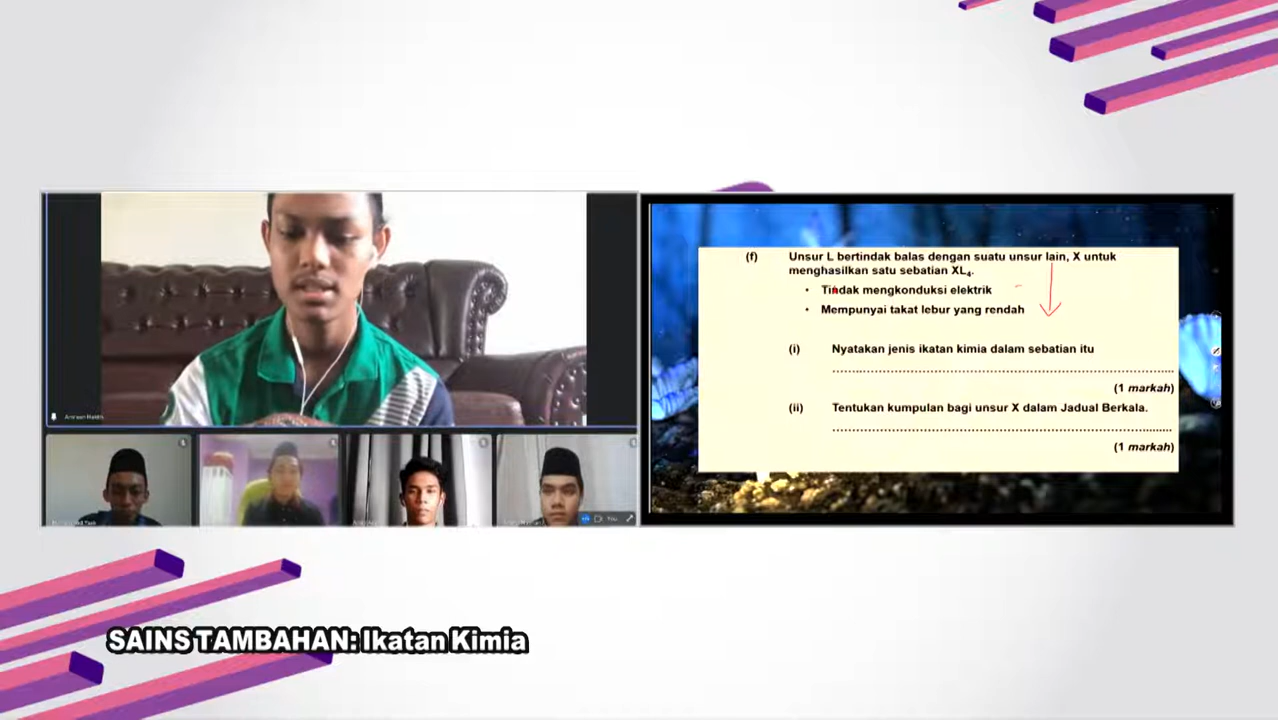 (f) Unsur L bertindak balas dengan suatu unsur lain, X untuk
menghasilkan satu sebatian XL₄.
• Tindak mengkonduksi elektrik
• Mempunyai takat lebur yang rendah
(i) Nyatakan jenis ikatan kimia dalam sebatian itu
(1 markah)
(ii) Tentukan kumpulan bagi unsur X dalam Jadual Berkala.
(1 markah)
You
SAINS TAMBAHAN: Ikatan Kimia